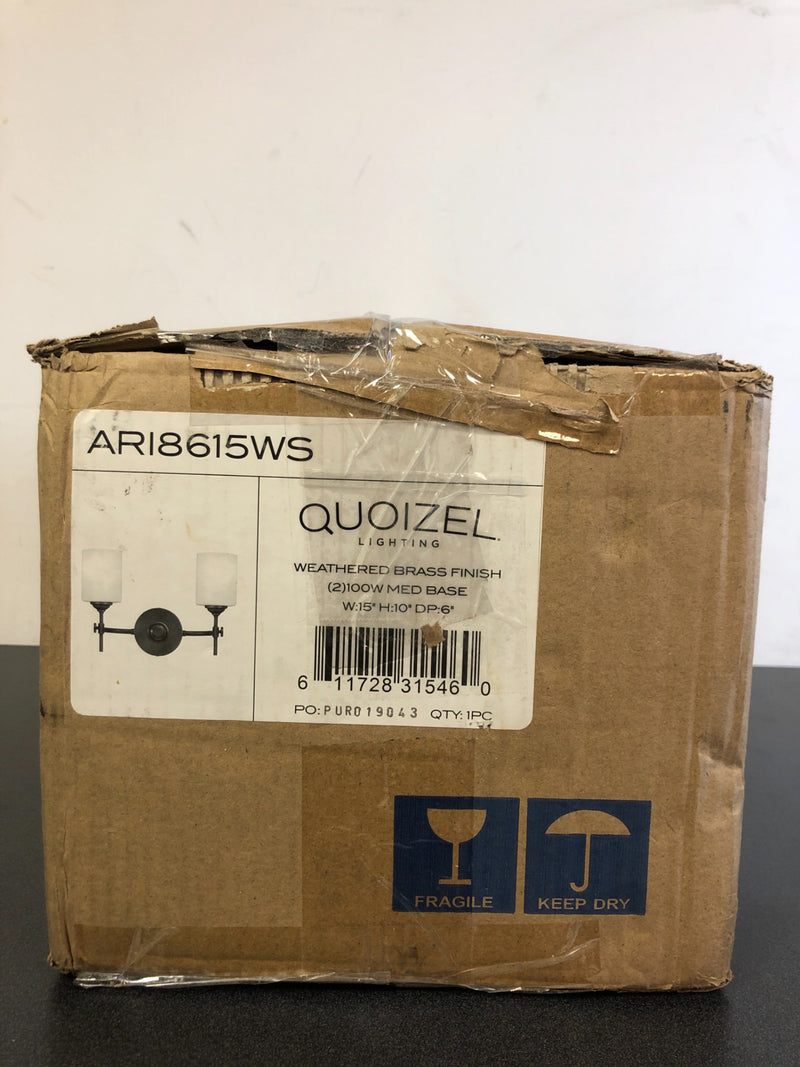 ARI8615WS
QUOIZEL
LIGHTING
WEATHERED BRASS FINISH
(2)100W MED BASE
W:15" H:10" DP:6"
6 11728 31546 0
PO:PUR019043 QTY: 1PC
FRAGILE
KEEP DRY